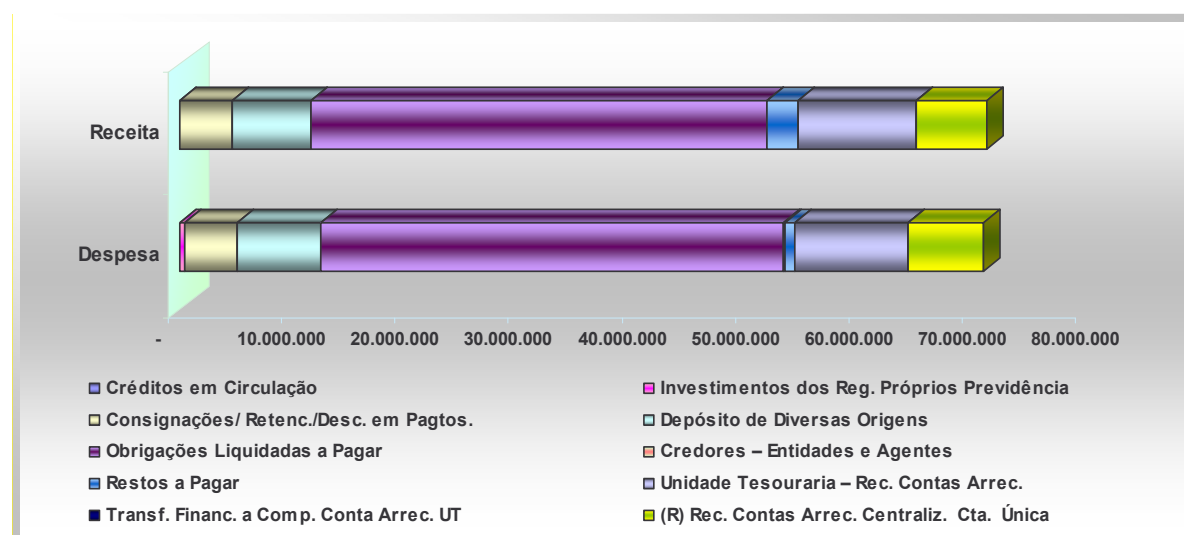 Receita
Despesa
- 10.000.000 20.000.000 30.000.000 40.000.000 50.000.000 60.000.000 70.000.000 80.000.000
Créditos em Circulação
Investimentos dos Reg. Próprios Previdência
Consignações/ Retenc./Desc. em Pagtos.
Depósito de Diversas Origens
Obrigações Liquidadas a Pagar
Credores – Entidades e Agentes
Restos a Pagar
Unidade Tesouraria – Rec. Contas Arrec.
Transf. Financ. a Comp. Conta Arrec. UT
(R) Rec. Contas Arrec. Centraliz. Cta. Única